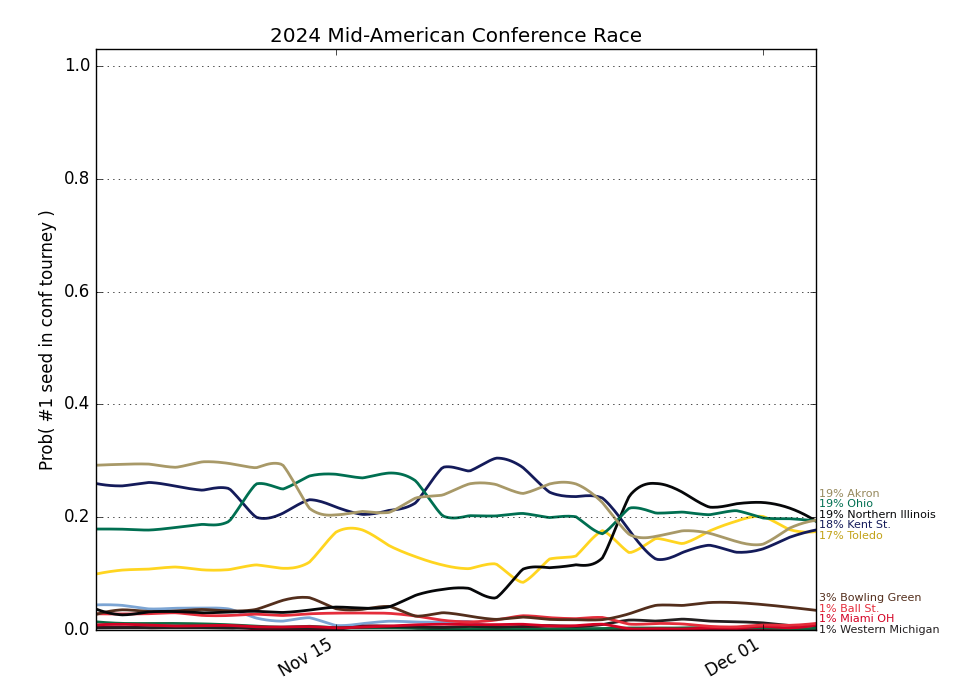 2024 Mid-American Conference Race
Prob( #1 seed in conf tourney )
1.0
0.8
0.6
0.4
0.2
0.0
Nov 15
Dec 01
19% Akron
19% Ohio
19% Northern Illinois
18% Kent St.
17% Toledo
3% Bowling Green
1% Ball St.
1% Miami OH
1% Western Michigan